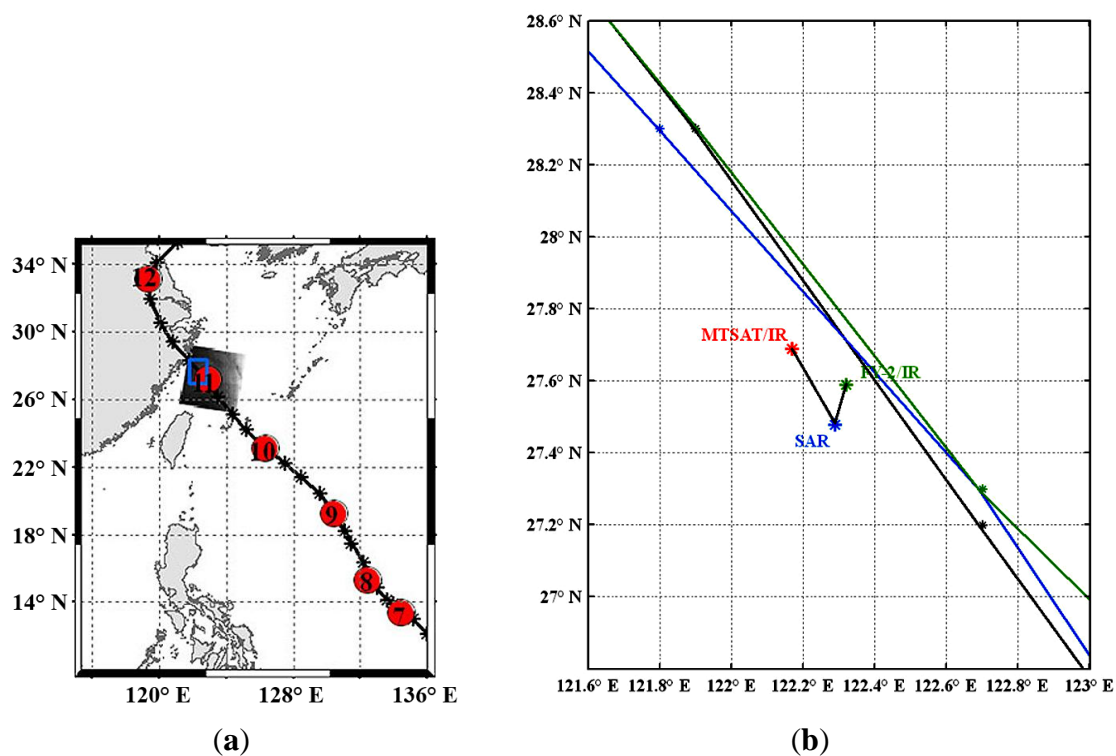 34° N
30° N
26° N
22° N
18° N
14° N
120° E
128° E
136° E
12
11
10
9
8
7
(a)
28.6° N
28.4° N
28.2° N
28° N
27.8° N
27.6° N
27.4° N
27.2° N
27° N
121.6° E
121.8° E
122° E
122.2° E
122.4° E
122.6° E
122.8° E
123° E
MTSAT/IR
SAR
(b)